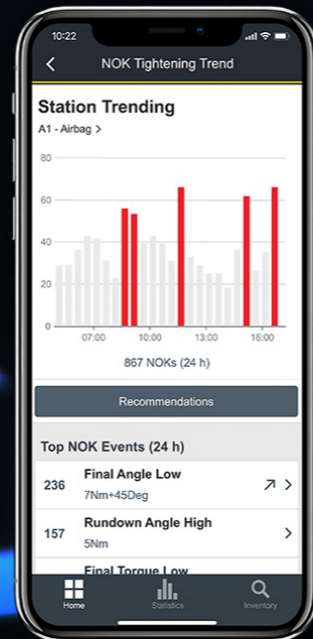 10:22
NOK Tightening Trend
Station Trending
A1 - Airbag >
80
60
40
20
0
07:00 10:00 13:00 16:00
867 NOKs (24 h)
Recommendations
Top NOK Events (24 h)
236 Final Angle Low
7Nm+45Deg
157 Rundown Angle High
5Nm
Final Torque Low
Home Statistics Inventory